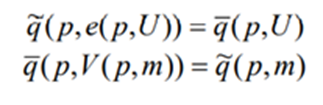 q̃(p,e(p,U)) = q̄(p,U)
q̄(p,V(p,m)) = q̃(p,m)